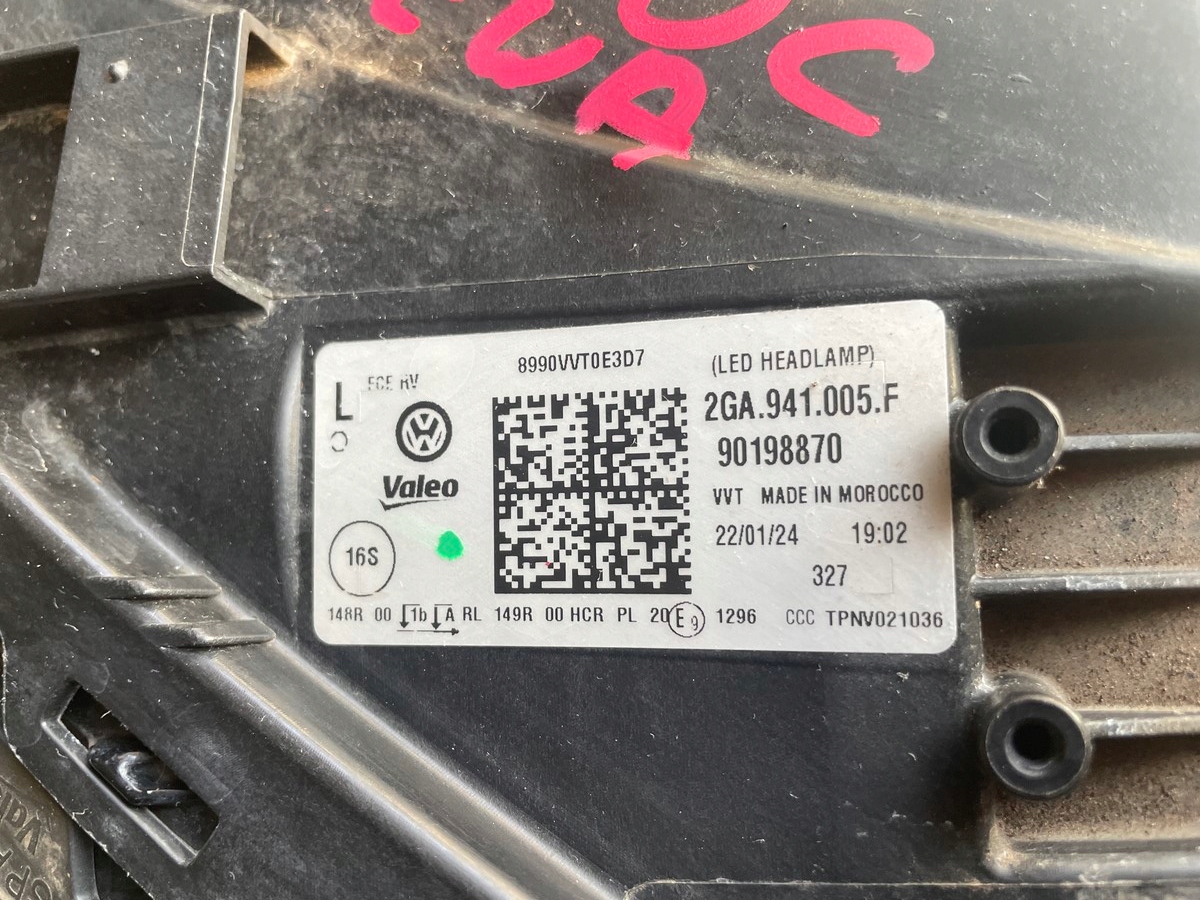 8990VVT0E3D7
(LED HEADLAMP)
L
ECE RV
2GA.941.005.F
90198870
Valeo
VVT MADE IN MOROCCO
22/01/24 19:02
16S
327
148R 00 1b A RL 149R 00 HCR PL 20 E9 1296 CCC TPNV021036